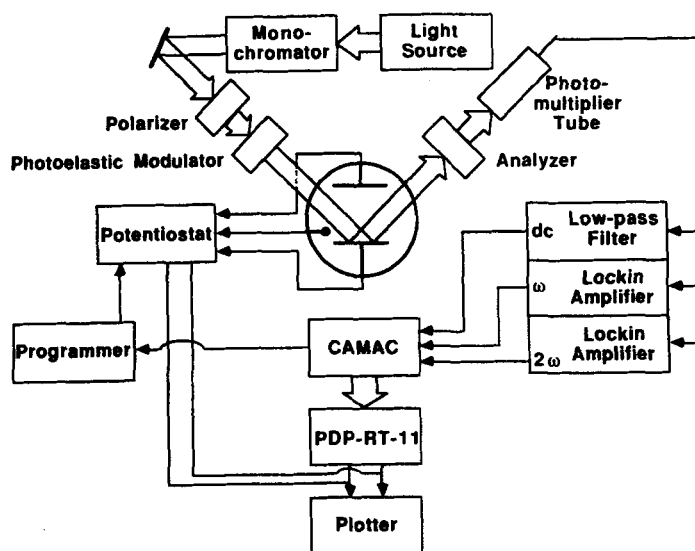 Mono-
chromator
Light
Source
Photo-
multiplier
Tube
Polarizer
Photoelastic Modulator
Analyzer
Potentiostat
dc
Low-pass
Filter
ω
Lockin
Amplifier
2ω
Lockin
Amplifier
Programmer
CAMAC
PDP-RT-11
Plotter